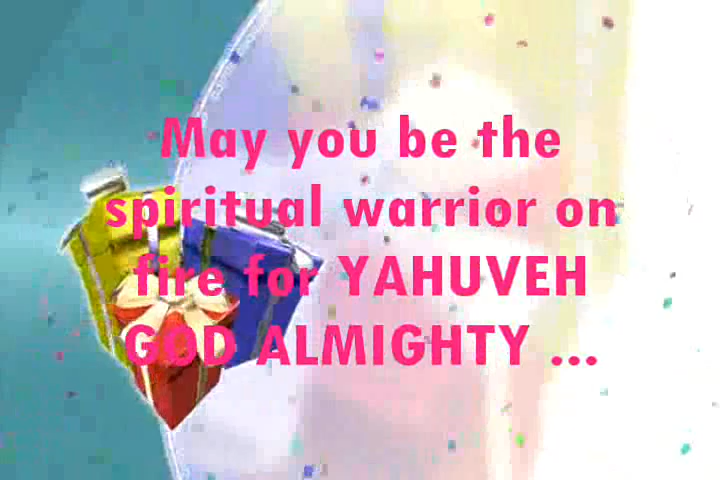 May you be the
spiritual warrior on
fire for YAHUVEH
GOD ALMIGHTY ...